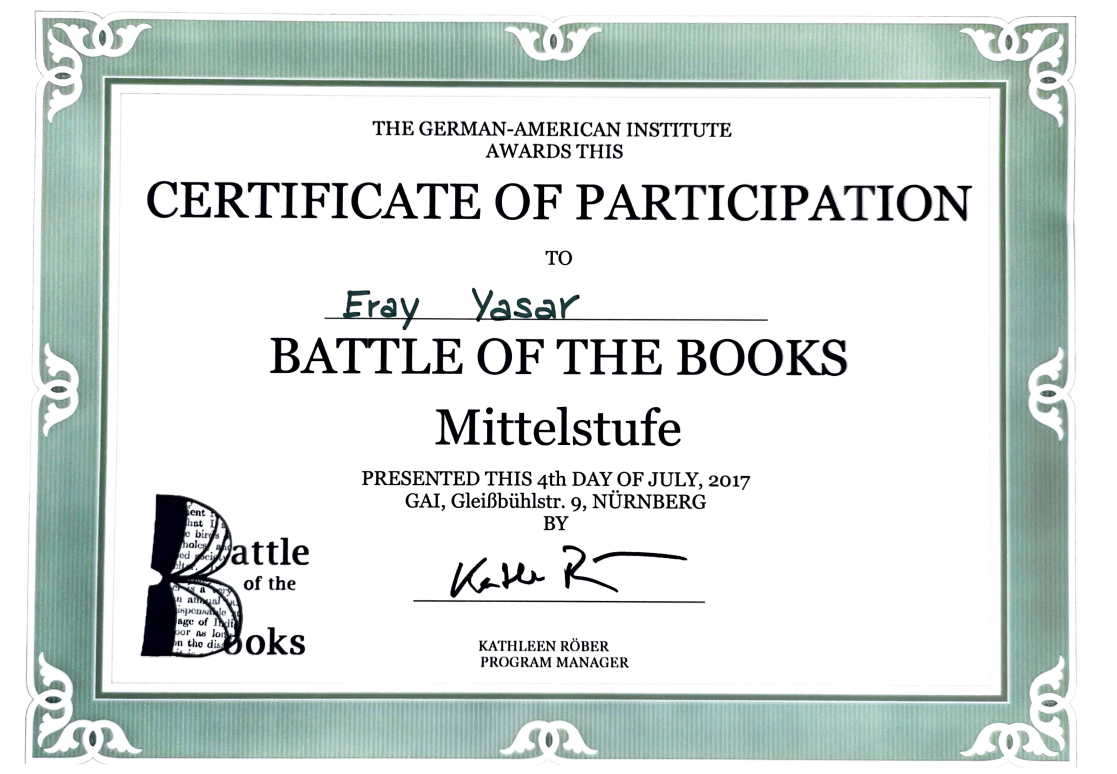 THE GERMAN-AMERICAN INSTITUTE
AWARDS THIS
CERTIFICATE OF PARTICIPATION
TO
Eray Yasar
BATTLE OF THE BOOKS
Mittelstufe
PRESENTED THIS 4th DAY OF JULY, 2017
GAI, Gleißbühlstr. 9, NÜRNBERG
BY
KATHLEEN RÖBER
PROGRAM MANAGER
Battle
of the
Books